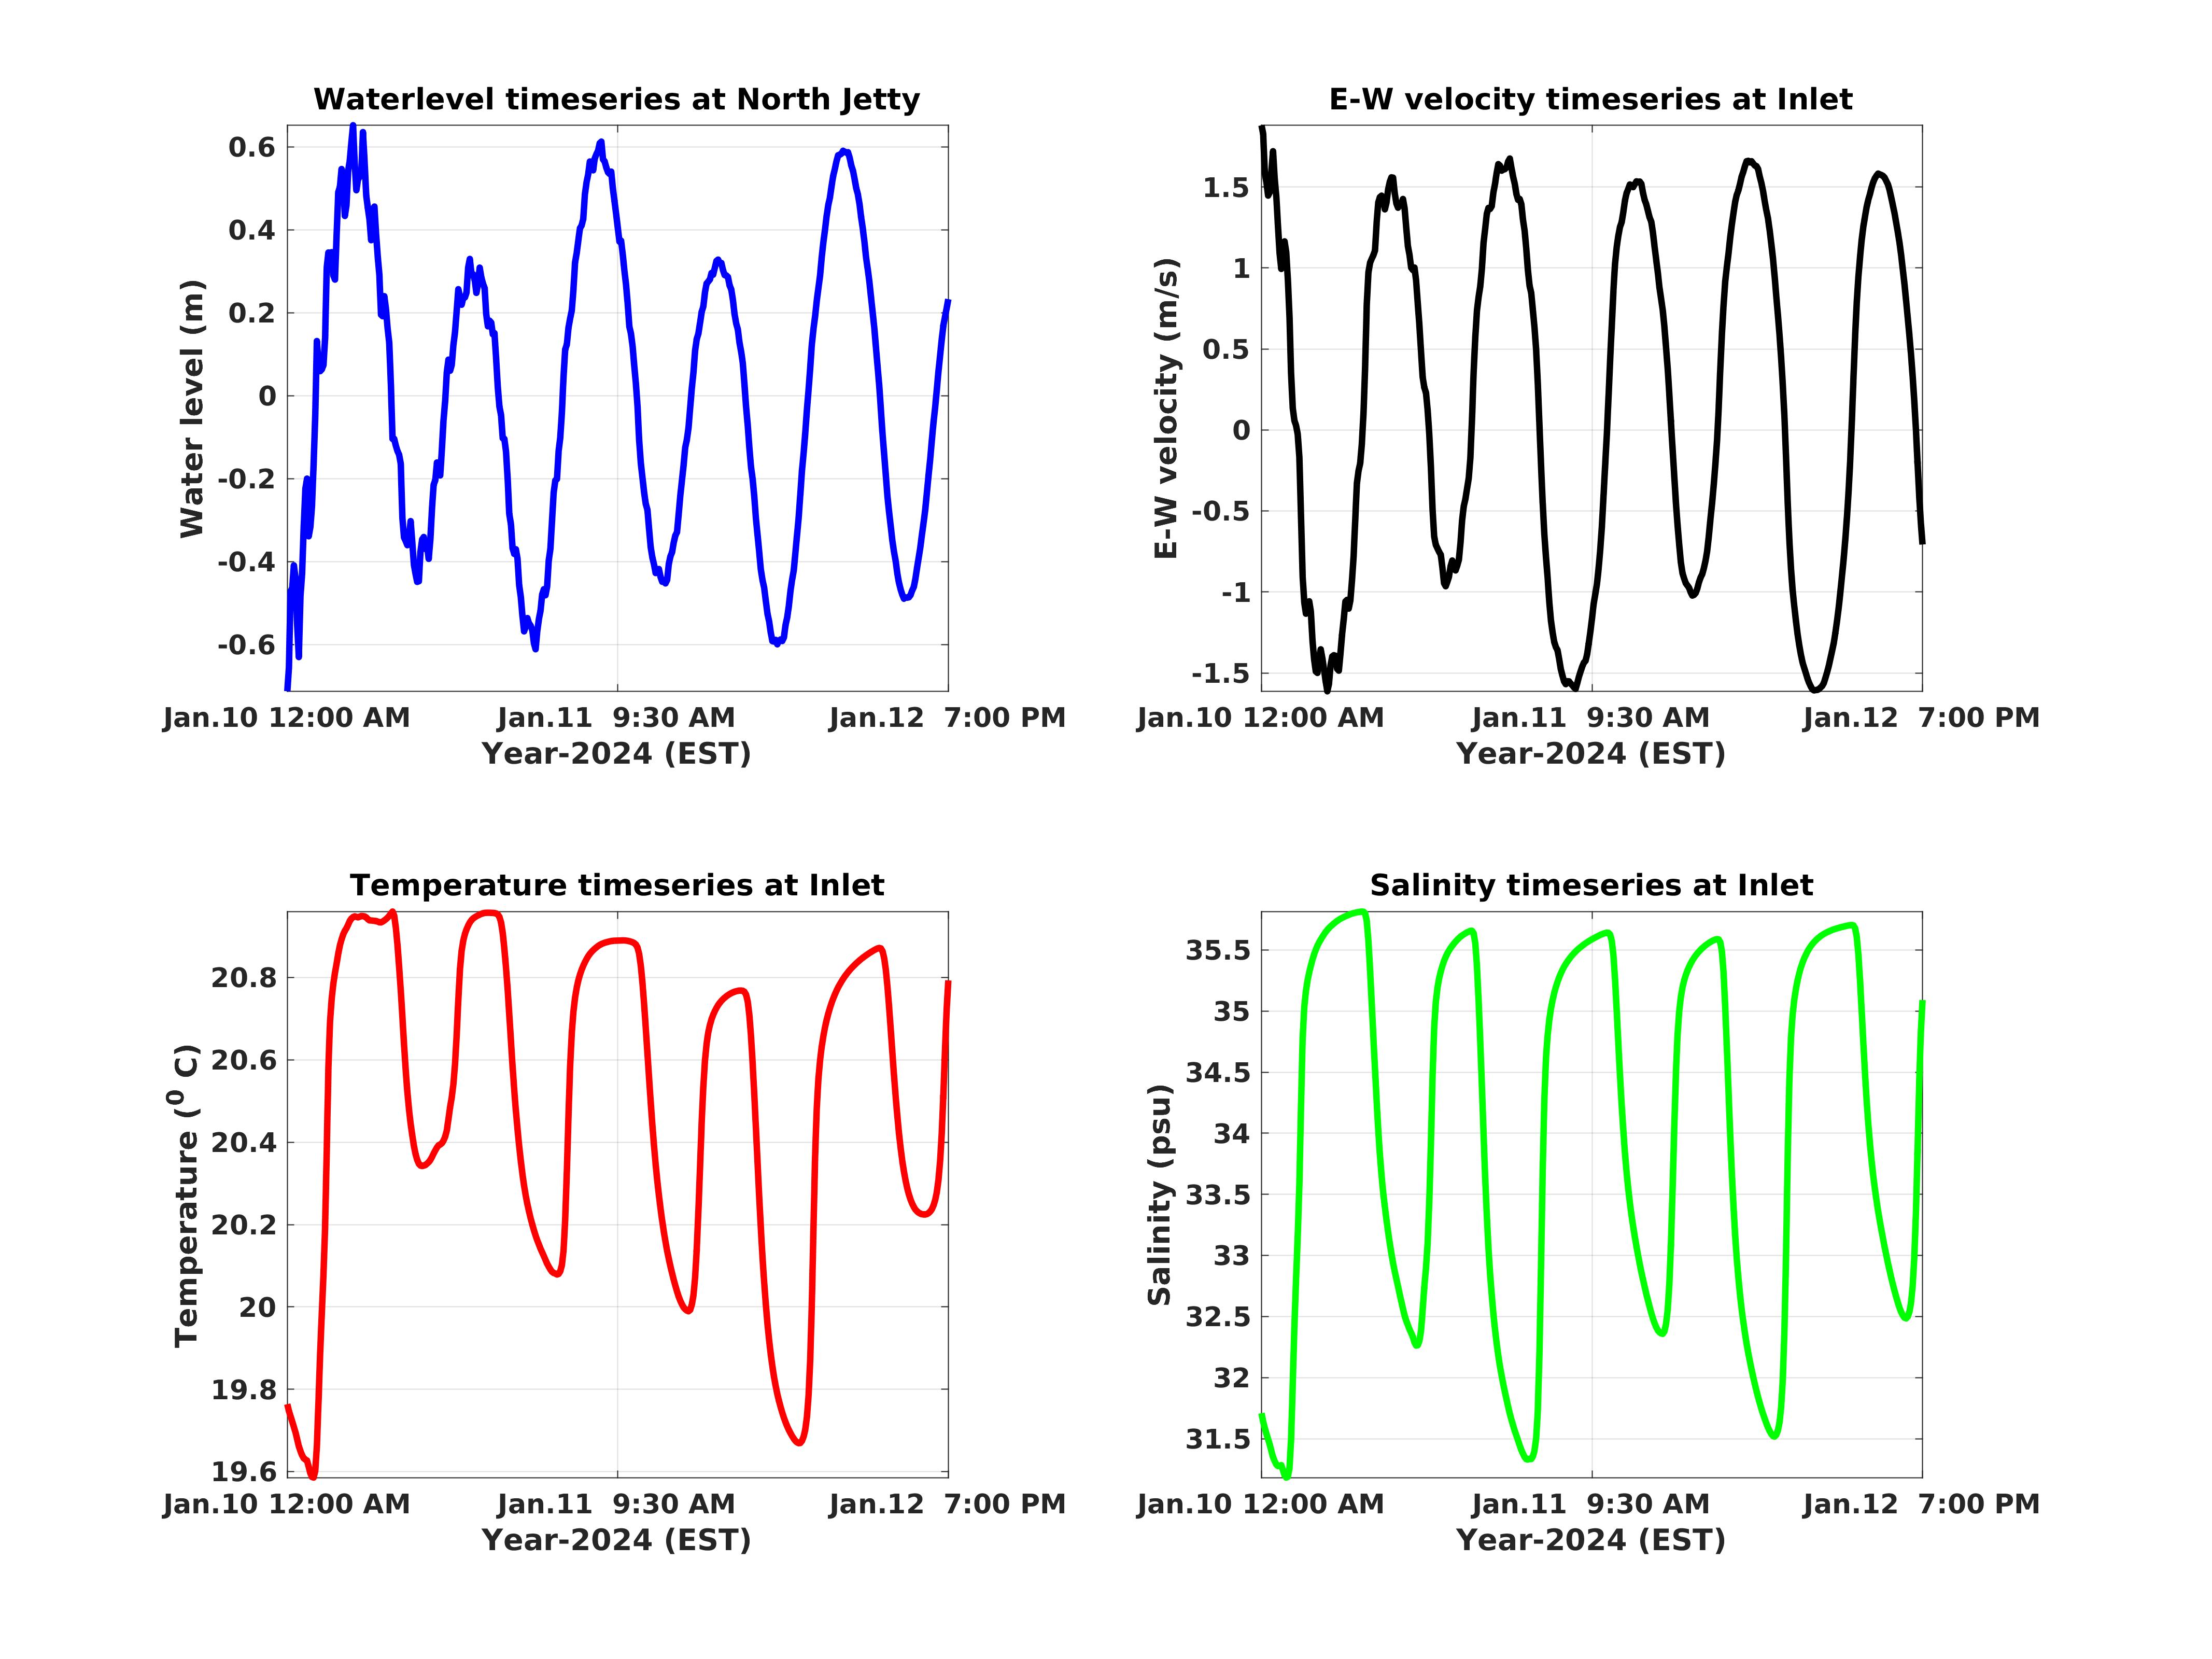 Waterlevel timeseries at North Jetty
Water level (m)
0.6
0.4
0.2
0
-0.2
-0.4
-0.6
Jan.10 12:00 AM Jan.11 9:30 AM Jan.12 7:00 PM
Year-2024 (EST)
E-W velocity timeseries at Inlet
E-W velocity (m/s)
1.5
1
0.5
0
-0.5
-1
-1.5
Jan.10 12:00 AM Jan.11 9:30 AM Jan.12 7:00 PM
Year-2024 (EST)
Temperature timeseries at Inlet
Temperature (⁰ C)
20.8
20.6
20.4
20.2
20
19.8
19.6
Jan.10 12:00 AM Jan.11 9:30 AM Jan.12 7:00 PM
Year-2024 (EST)
Salinity timeseries at Inlet
Salinity (psu)
35.5
35
34.5
34
33.5
33
32.5
32
31.5
Jan.10 12:00 AM Jan.11 9:30 AM Jan.12 7:00 PM
Year-2024 (EST)